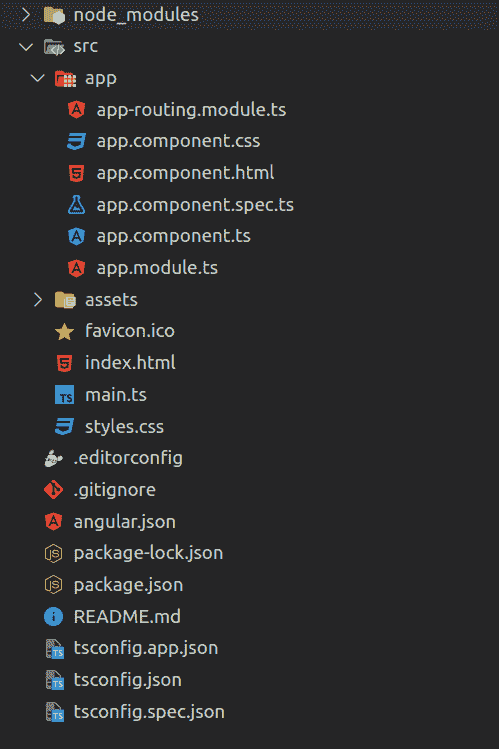 node_modules
src
app
app-routing.module.ts
app.component.css
app.component.html
app.component.spec.ts
app.component.ts
app.module.ts
assets
favicon.ico
index.html
main.ts
styles.css
.editorconfig
.gitignore
angular.json
package-lock.json
package.json
README.md
tsconfig.app.json
tsconfig.json
tsconfig.spec.json